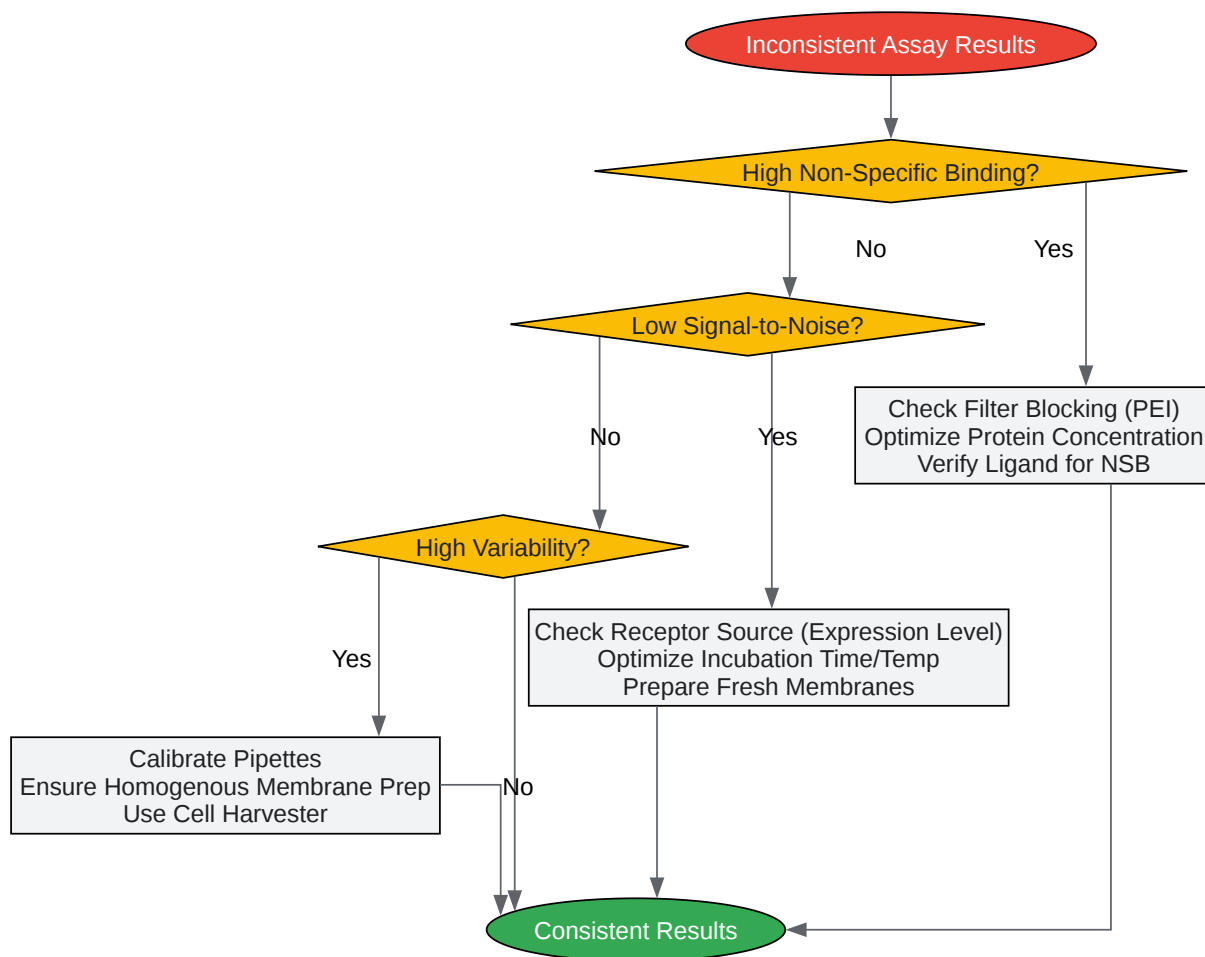 Inconsistent Assay Results
High Non-Specific Binding?
No
Yes
Low Signal-to-Noise?
Check Filter Blocking (PEI)
Optimize Protein Concentration
Verify Ligand for NSB
No
Yes
High Variability?
Check Receptor Source (Expression Level)
Optimize Incubation Time/Temp
Prepare Fresh Membranes
Yes
Calibrate Pipettes
Ensure Homogenous Membrane Prep
Use Cell Harvester
No
Consistent Results